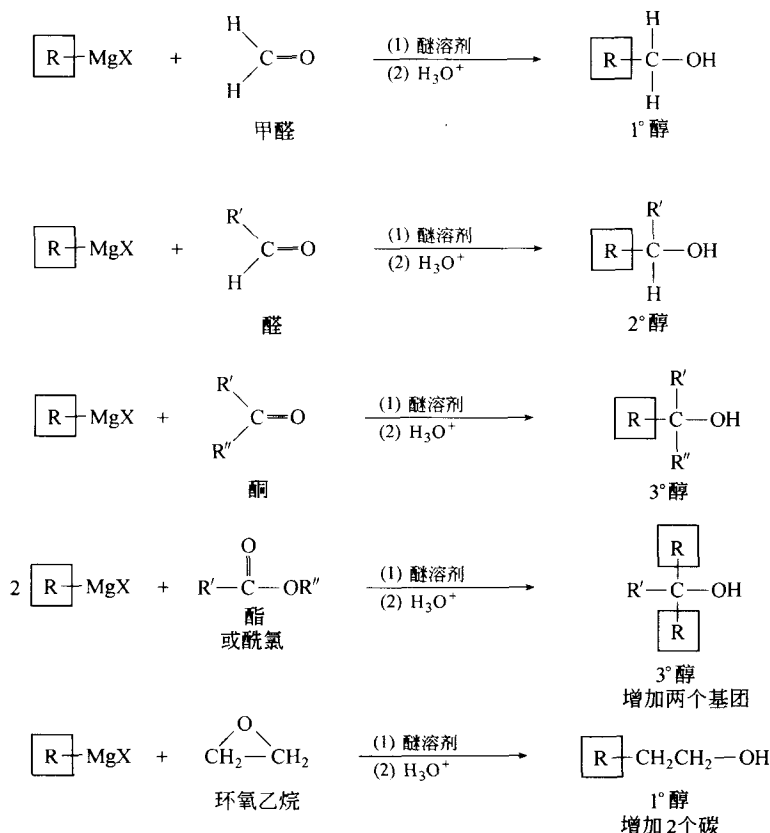 H
R MgX + C=O (1) 醚溶剂 R C OH
(2) H₃O⁺
H H
甲醛 1°醇
R′ R′
R MgX + C=O (1) 醚溶剂 R C OH
(2) H₃O⁺
H H
醛 2°醇
R′ R′
R MgX + C=O (1) 醚溶剂 R C OH
(2) H₃O⁺
R″ R″
酮 3°醇
O R
2 R MgX + R′ C OR″ (1) 醚溶剂 R′ C OH
(2) H₃O⁺
酯 R
或酰氯 3°醇
增加两个基团
O
R MgX + CH₂ CH₂ (1) 醚溶剂 R CH₂CH₂ OH
(2) H₃O⁺
环氧乙烷 1°醇
增加2个碳